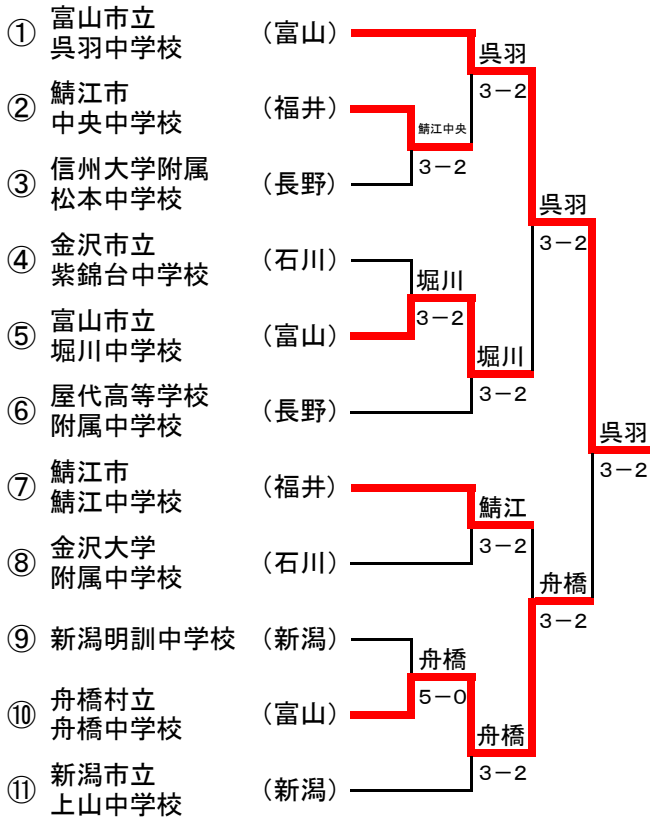 ① 富山市立
呉羽中学校
（富山）
② 鯖江市
中央中学校
（福井）
③ 信州大学附属
松本中学校
（長野）
④ 金沢市立
紫錦台中学校
（石川）
⑤ 富山市立
堀川中学校
（富山）
⑥ 屋代高等学校
附属中学校
（長野）
⑦ 鯖江市
鯖江中学校
（福井）
⑧ 金沢大学
附属中学校
（石川）
⑨ 新潟明訓中学校
（新潟）
⑩ 舟橋村立
舟橋中学校
（富山）
⑪ 新潟市立
上山中学校
（新潟）
鯖江中央
3－2
堀川
3－2
舟橋
5－0
呉羽
3－2
堀川
3－2
鯖江
3－2
舟橋
3－2
呉羽
3－2
舟橋
3－2
呉羽
3－2